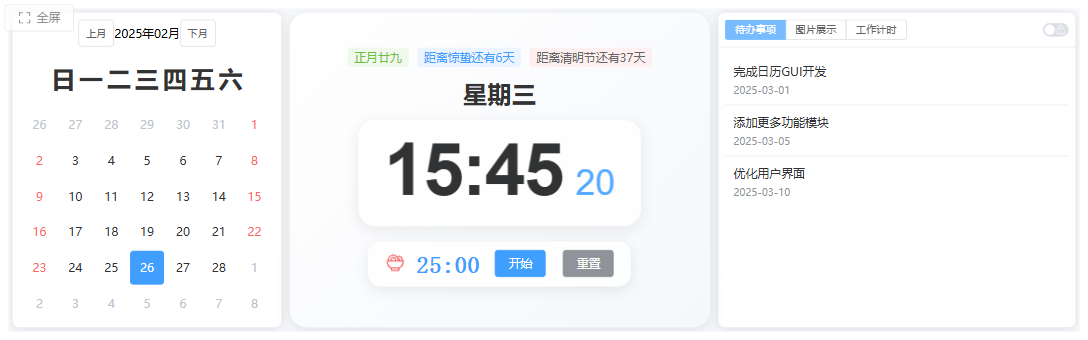 全屏
上月 2025年02月 下月
日 一 二 三 四 五 六
26 27 28 29 30 31 1
2 3 4 5 6 7 8
9 10 11 12 13 14 15
16 17 18 19 20 21 22
23 24 25 26 27 28 1
2 3 4 5 6 7 8
正月廿九 距离惊蛰还有6天 距离清明节还有37天
星期三
15:45 20
25:00 开始 重置
待办事项 图片展示 工作计时
完成日历GUI开发
2025-03-01
添加更多功能模块
2025-03-05
优化用户界面
2025-03-10